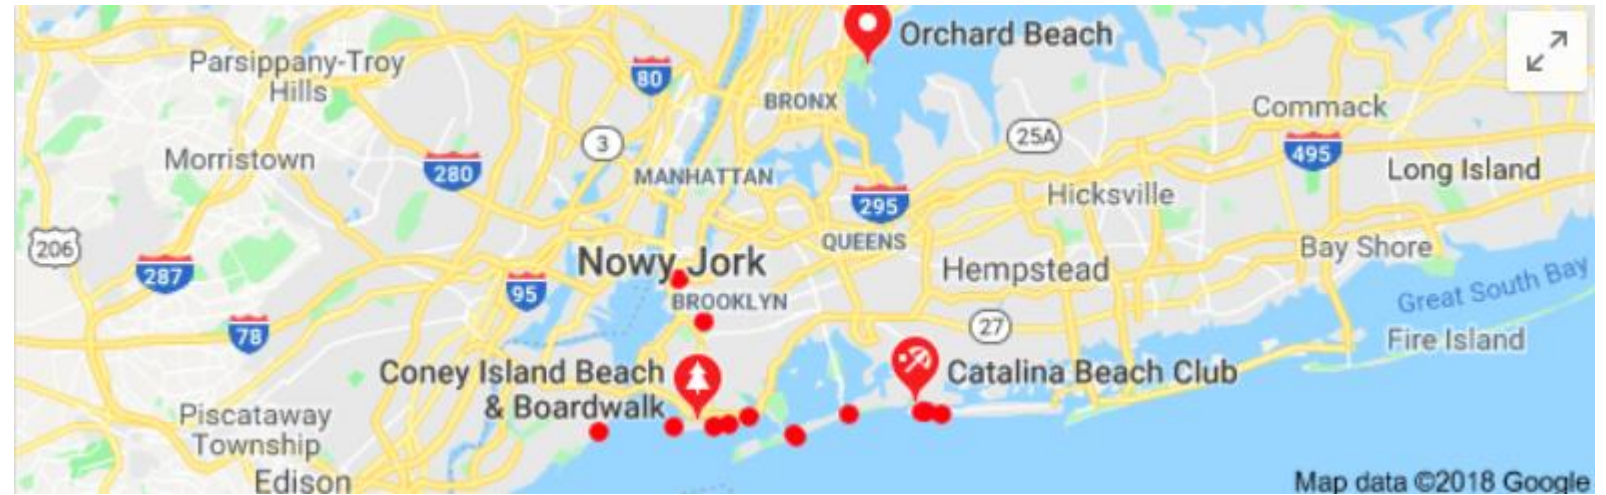 Orchard Beach
Parsippany-Troy
Hills
80
BRONX
Commack
3
25A
495
Morristown
280
MANHATTAN
Long Island
295
Hicksville
206
QUEENS
Bay Shore
287
Nowy Jork
Hempstead
95
BROOKLYN
Great South Bay
78
27
Fire Island
Coney Island Beach
& Boardwalk
Catalina Beach Club
Piscataway
Township
Edison
Map data ©2018 Google